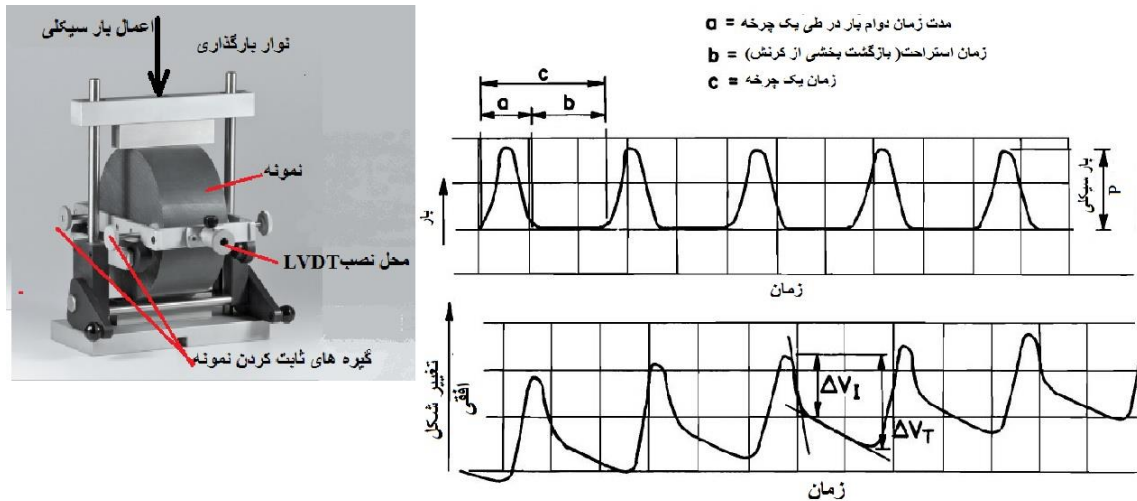 اعمال بار سیکلی
نوار بارگذاری
نمونه
محل نصب LVDT
گیره های ثابت کردن نمونه
a = مدت زمان دوام بار در طی یک چرخه
b = زمان استراحت( بازگشت بخشی از کرنش)
c = زمان یک چرخه
c
a
b
بار
بار سیکلی
P
زمان
تغییر شکل
افقی
ΔVI
ΔVT
زمان